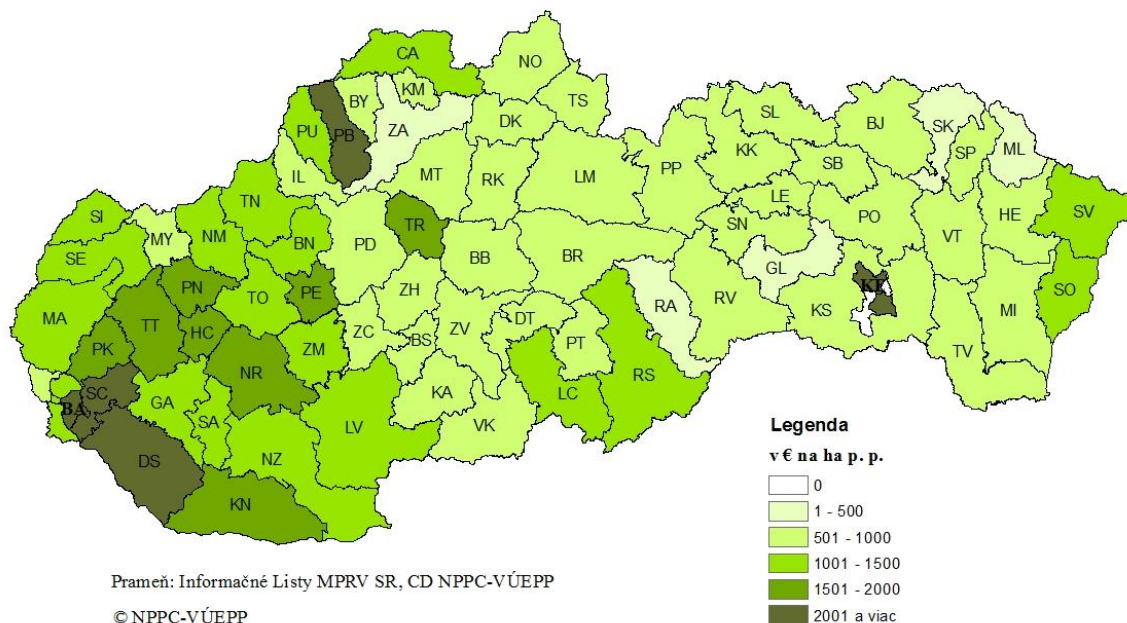 CA
NO
BY
KM
TS
PU
PB
ZA
DK
SL
BJ
SK
ML
KK
SB
SP
IL
MT
RK
LM
PP
LE
SI
TN
TR
SN
PO
HE
SV
MY
NM
BN
PD
BB
BR
VT
SE
GL
PN
TO
PE
ZH
RA
RV
KS
KE
SO
MA
TT
HC
ZM
ZC
BS
ZV
DT
PT
MI
PK
NR
RS
TV
SC
GA
SA
LV
KA
LC
BA
VK
DS
NZ
KN
Legenda
v € na ha p. p.
0
1 - 500
501 - 1000
1001 - 1500
1501 - 2000
2001 a viac
Prameň: Informačné Listy MPRV SR, CD NPPC-VÚEPP
© NPPC-VÚEPP